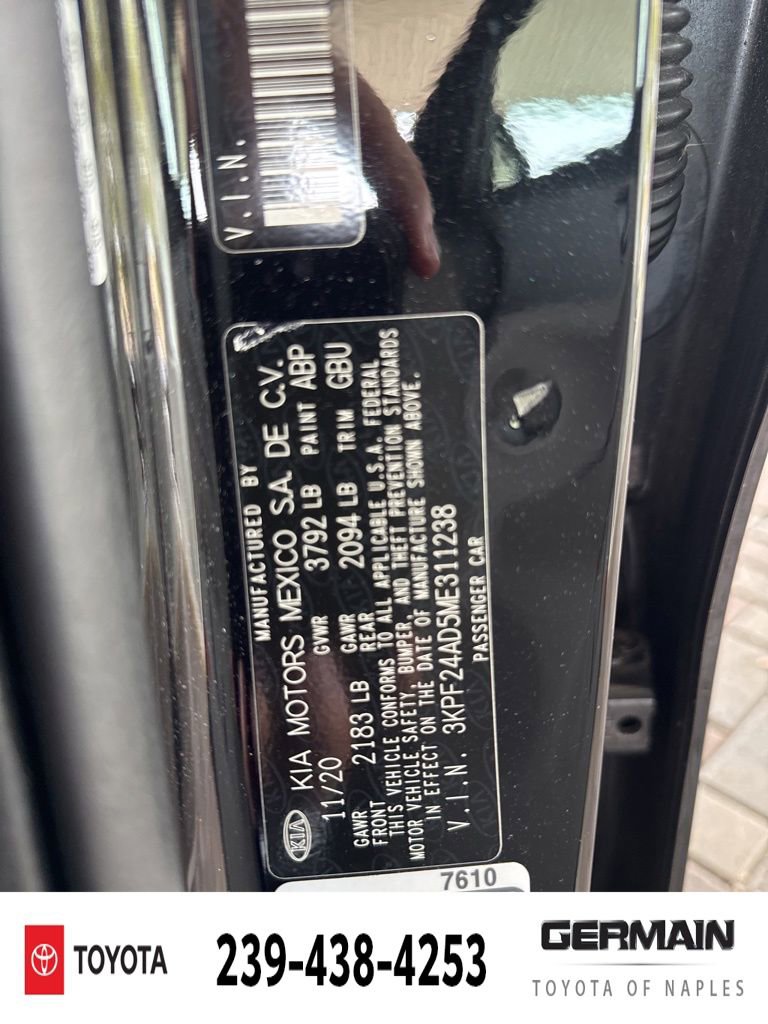 V.I.N.
MANUFACTURED BY
KIA KIA MOTORS MEXICO S.A. DE C.V.
11/20 GVWR 3792 LB PAINT ABP
GAWR FRONT 2183 LB GAWR REAR 2094 LB TRIM GBU
THIS VEHICLE CONFORMS TO ALL APPLICABLE U.S.A. FEDERAL
MOTOR VEHICLE SAFETY, BUMPER, AND THEFT PREVENTION STANDARDS
IN EFFECT ON THE DATE OF MANUFACTURE SHOWN ABOVE.
V.I.N. 3KPF24AD5ME311238
PASSENGER CAR
7610
TOYOTA
239-438-4253
GERMAIN
TOYOTA OF NAPLES